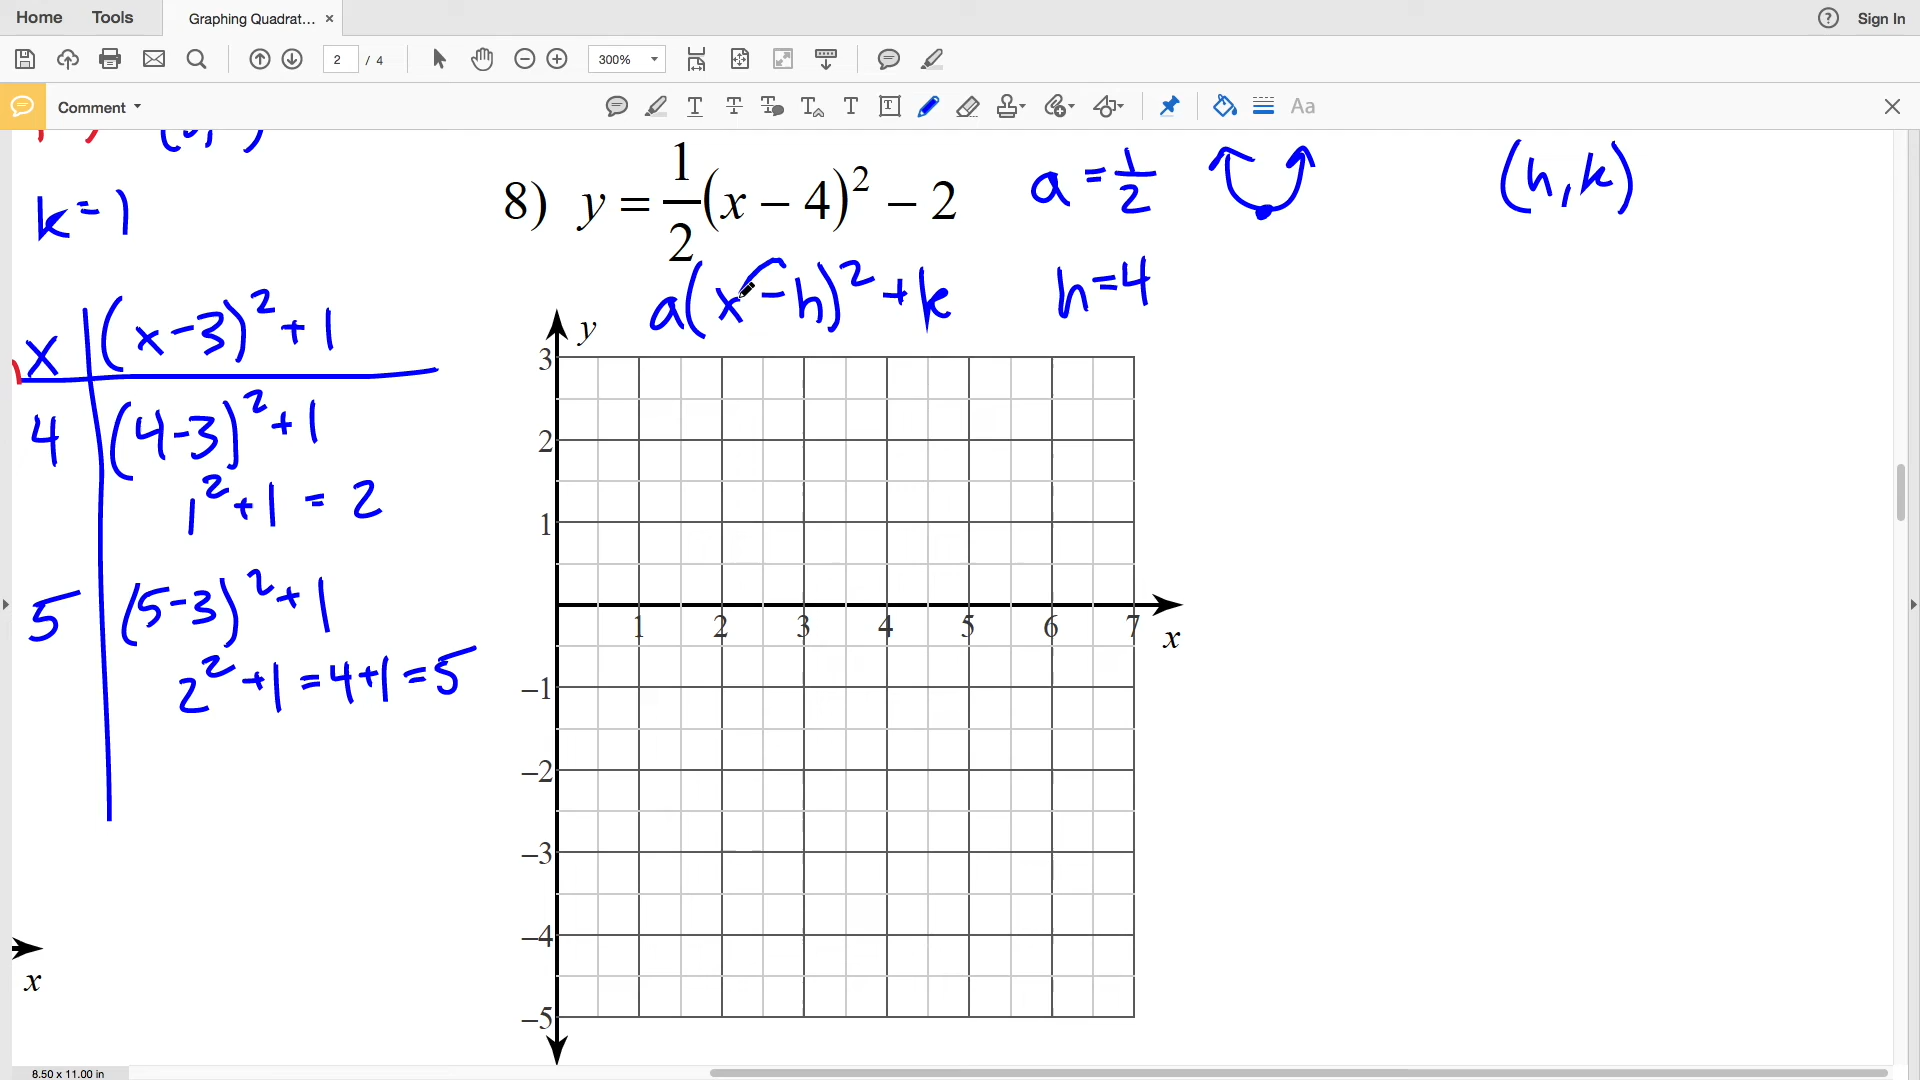 Home Tools Graphing Quadrat... × ? Sign In
2 / 4 300%
Comment Aa
k=1
8) y = 1/2(x − 4)² − 2
a = 1/2
(h, k)
a(x−h)² + k
h=4
x (x−3)² + 1
4 (4−3)² + 1
1² + 1 = 2
5 (5−3)² + 1
2² + 1 = 4+1 = 5
y
3
2
1
1 2 3 4 5 6 7
x
−1
−2
−3
−4
−5
x
8.50 x 11.00 in